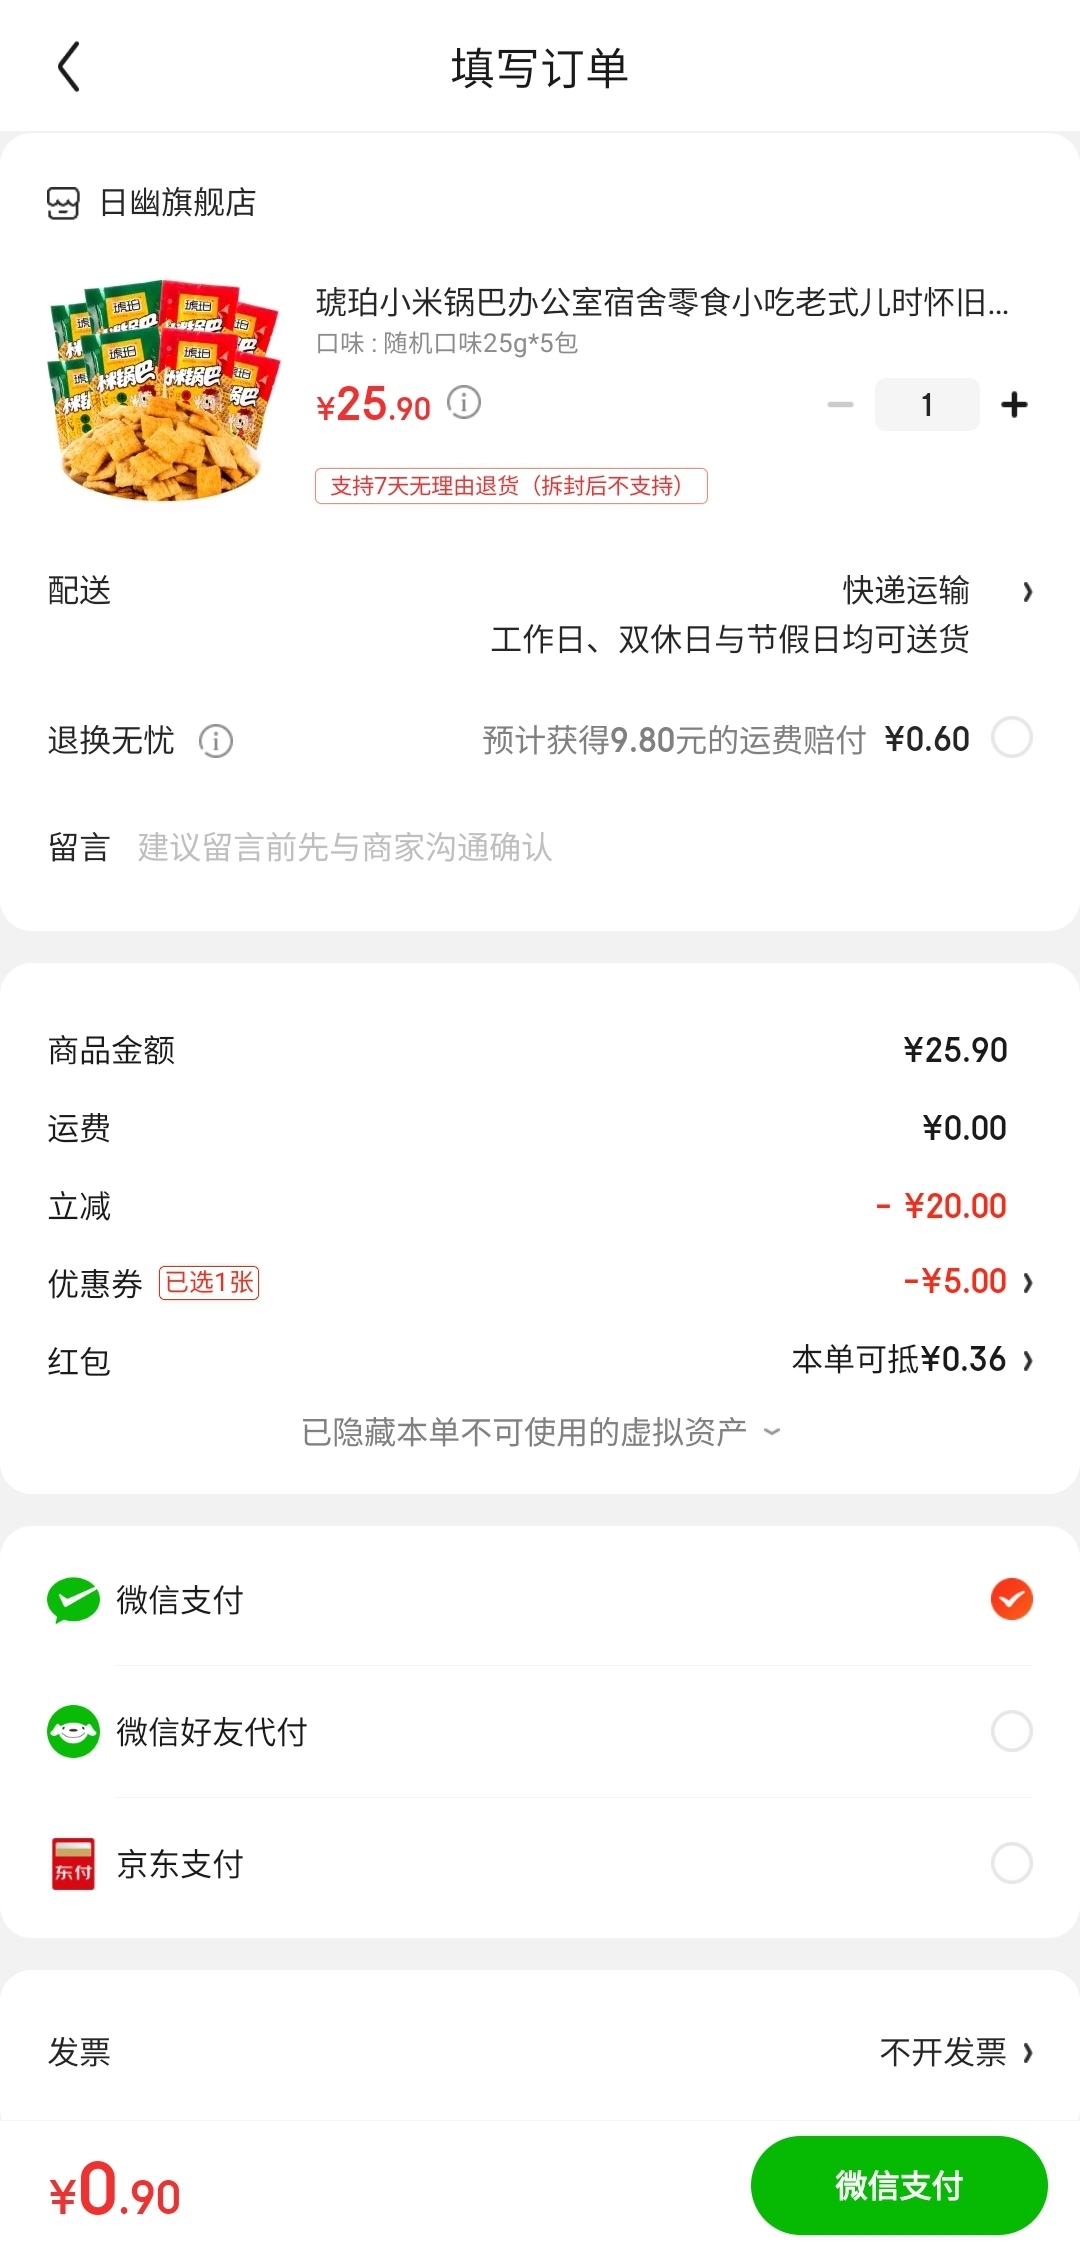 填写订单
日幽旗舰店
琥珀小米锅巴办公室宿舍零食小吃老式儿时怀旧...
口味 : 随机口味25g*5包
¥25.90
1
支持7天无理由退货（拆封后不支持）
配送
快递运输
工作日、双休日与节假日均可送货
退换无忧
预计获得9.80元的运费赔付 ¥0.60
留言 建议留言前先与商家沟通确认
商品金额 ¥25.90
运费 ¥0.00
立减 - ¥20.00
优惠券 已选1张 -¥5.00
红包 本单可抵¥0.36
已隐藏本单不可使用的虚拟资产
微信支付
微信好友代付
东付 京东支付
发票 不开发票
¥0.90 微信支付